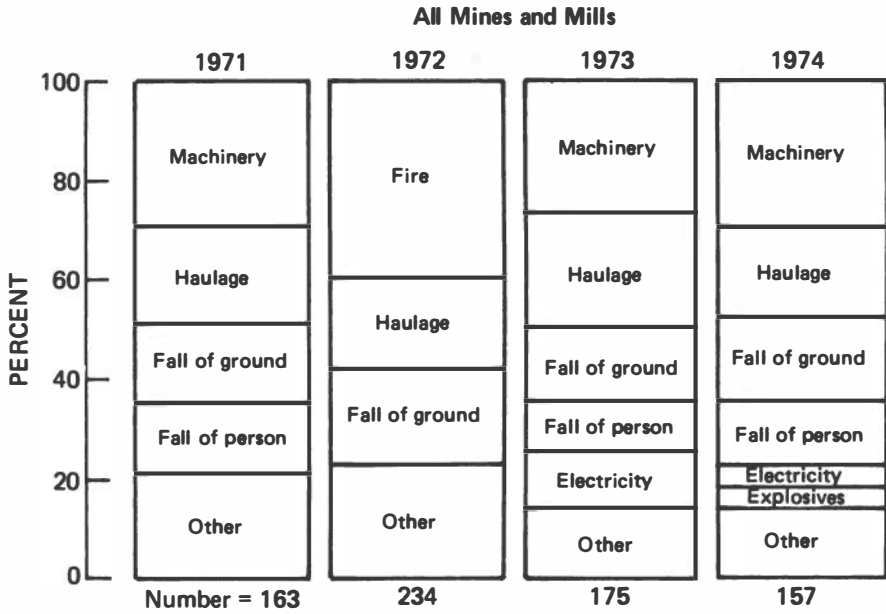 All Mines and Mills
1971 1972 1973 1974
PERCENT
100
80
60
40
20
0
Machinery
Haulage
Fall of ground
Fall of person
Other
Fire
Haulage
Fall of ground
Other
Machinery
Haulage
Fall of ground
Fall of person
Electricity
Other
Machinery
Haulage
Fall of ground
Fall of person
Electricity
Explosives
Other
Number = 163 234 175 157